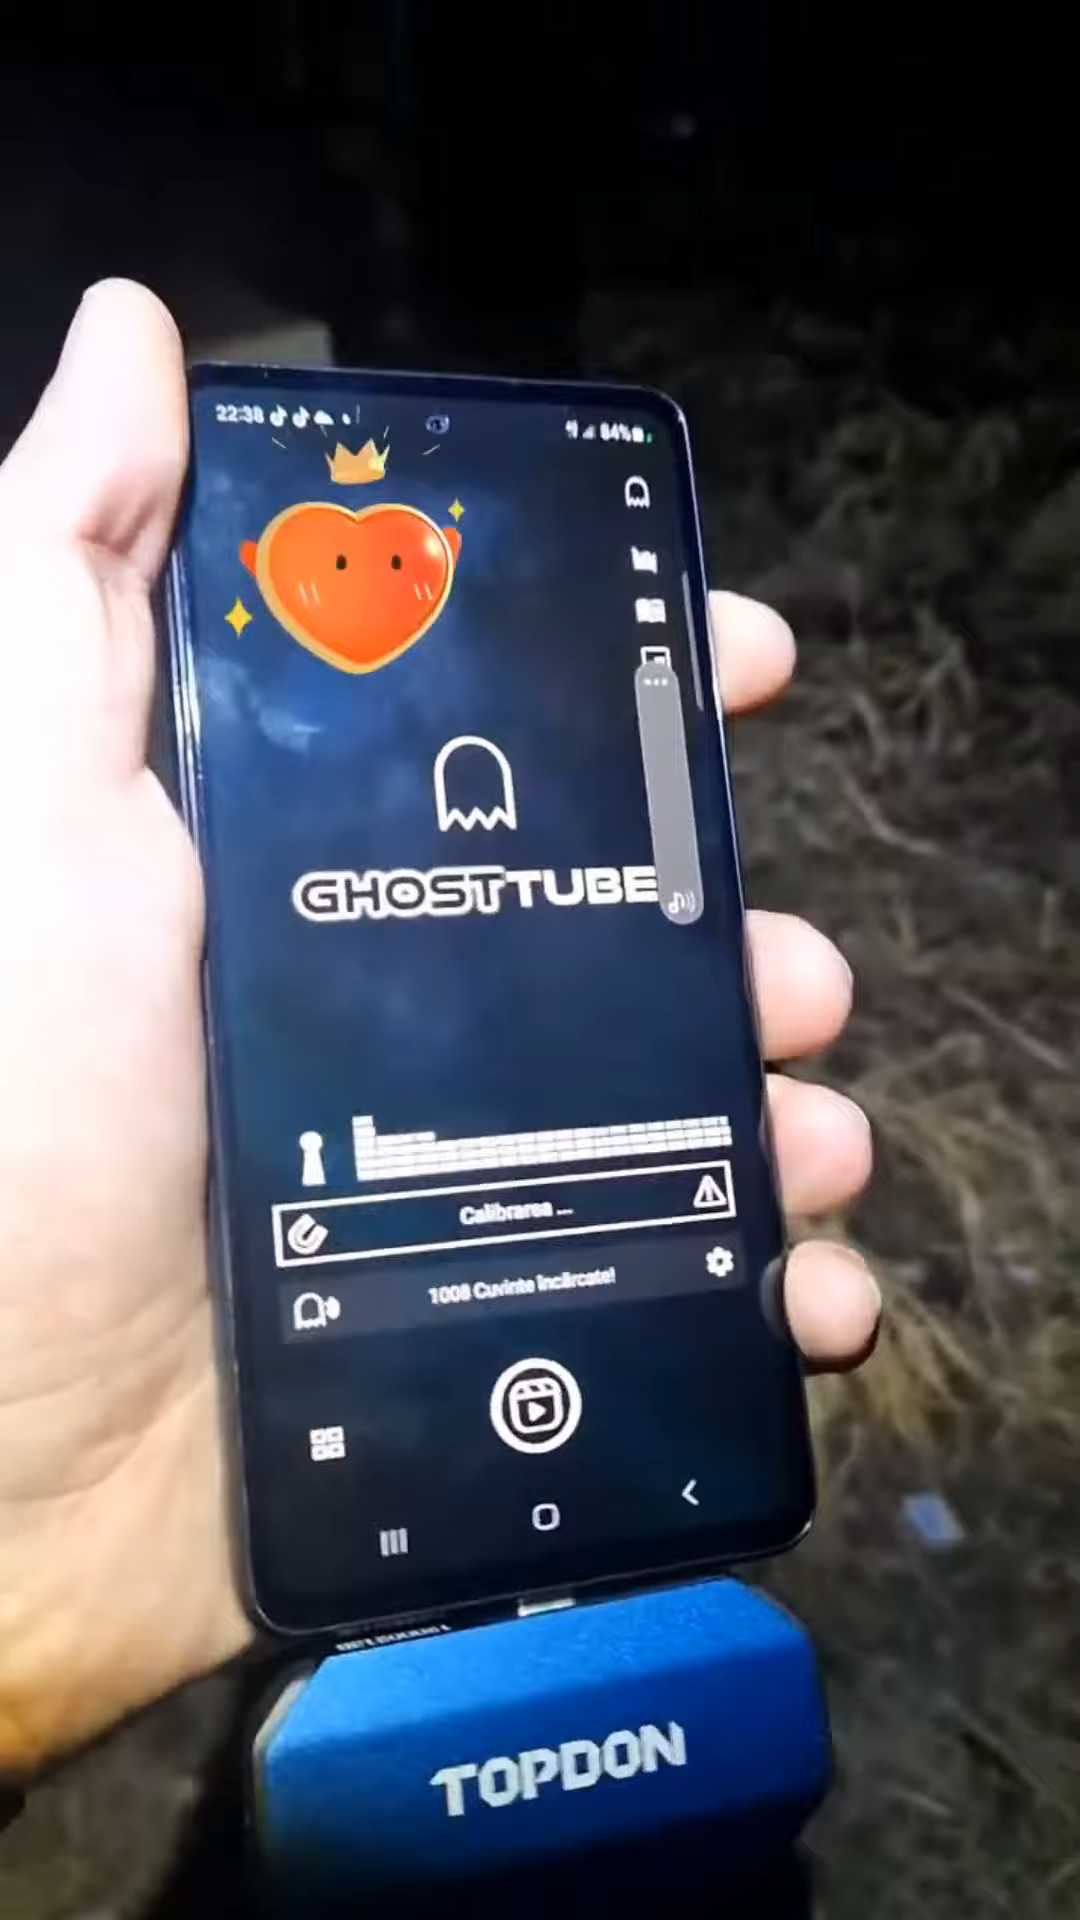 22:38
84%
GHOSTTUBE
Calibrarea ...
1008 Cuvinte încărcate!
TOPDON